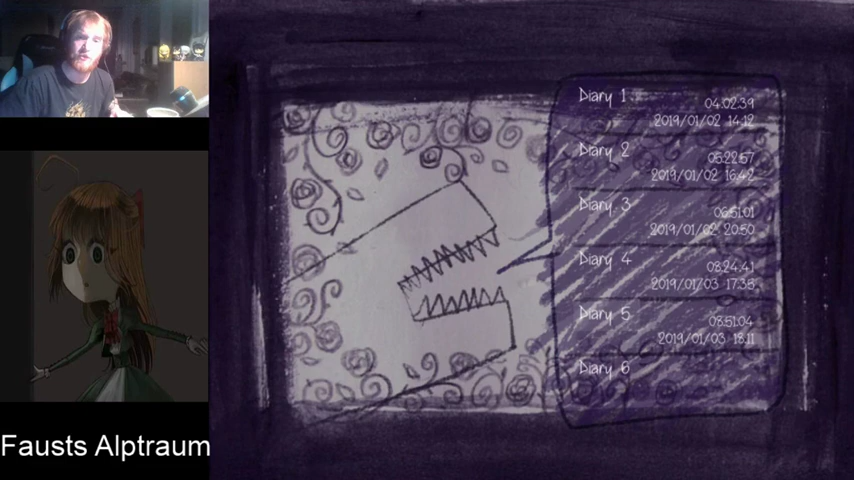 Diary 1
04:02:39
2019/01/02 14:12
Diary 2
05:22:57
2019/01/02 16:42
Diary 3
06:51:01
2019/01/02 20:50
Diary 4
08:24:41
2019/01/03 17:38
Diary 5
08:51:04
2019/01/03 18:11
Diary 6
Fausts Alptraum